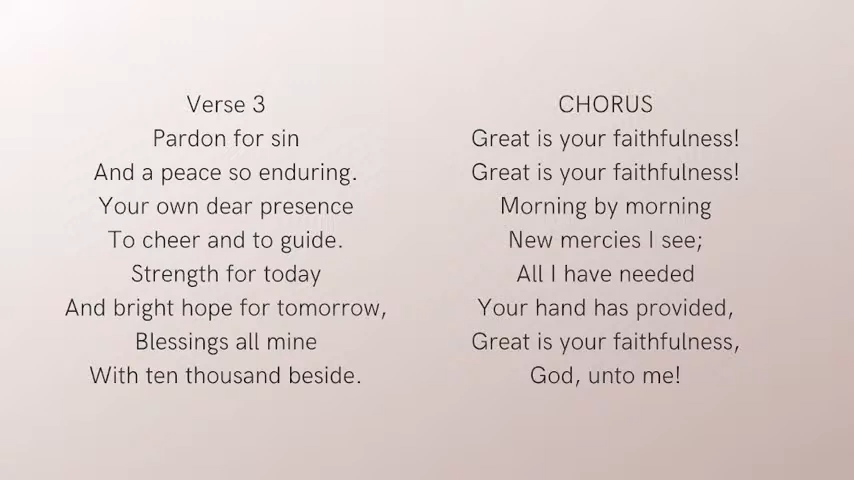 Verse 3
Pardon for sin
And a peace so enduring.
Your own dear presence
To cheer and to guide.
Strength for today
And bright hope for tomorrow,
Blessings all mine
With ten thousand beside.
CHORUS
Great is your faithfulness!
Great is your faithfulness!
Morning by morning
New mercies I see;
All I have needed
Your hand has provided,
Great is your faithfulness,
God, unto me!